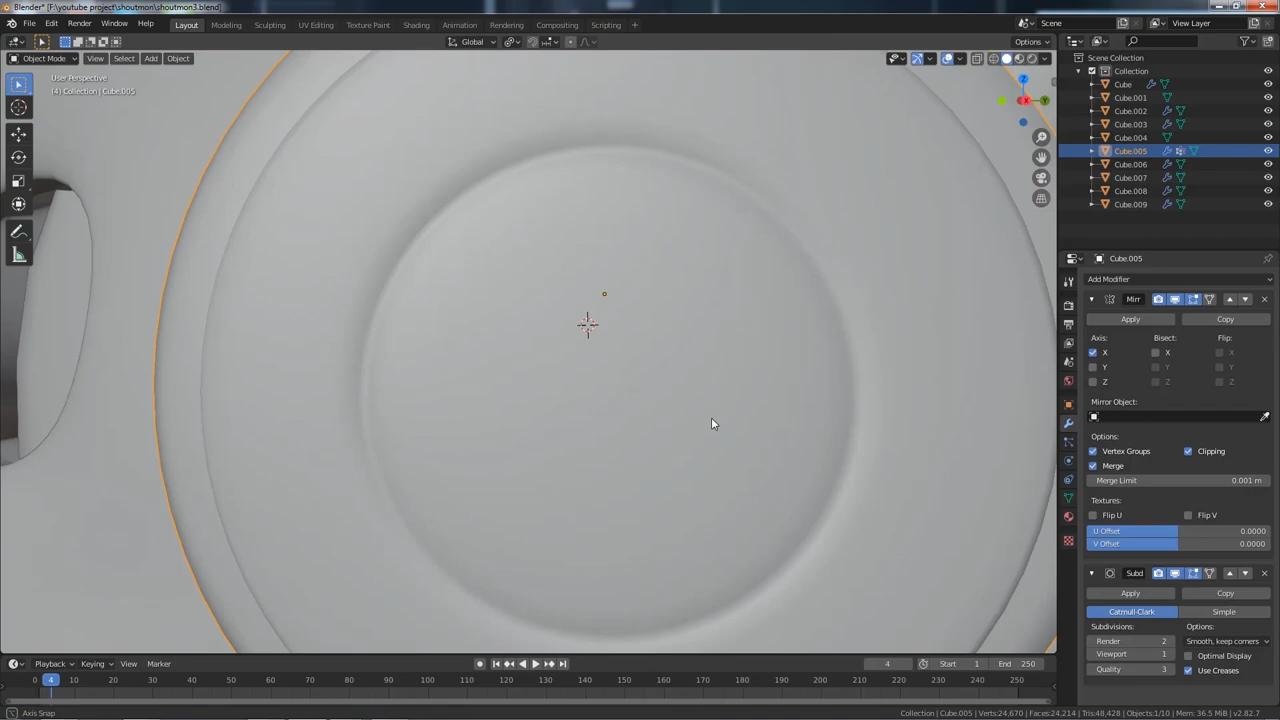 Blender* [F:\youtube project\shoutmon\shoutmon3.blend]
File Edit Render Window Help Layout Modeling Sculpting UV Editing Texture Paint Shading Animation Rendering Compositing Scripting + Scene View Layer
Global Options
Object Mode View Select Add Object
User Perspective
(4) Collection | Cube.005
Z
X
Y
Scene Collection
Collection
Cube
Cube.001
Cube.002
Cube.003
Cube.004
Cube.005
Cube.006
Cube.007
Cube.008
Cube.009
Cube.005
Add Modifier
Mirr
Apply Copy
Axis: Bisect: Flip:
X X X
Y Y Y
Z Z Z
Mirror Object:
Options:
Vertex Groups Clipping
Merge
Merge Limit 0.001 m
Textures:
Flip U Flip V
U Offset 0.0000
V Offset 0.0000
Subd
Apply Copy
Catmull-Clark Simple
Subdivisions: Options:
Render 2 Smooth, keep corners
Viewport 1 Optimal Display
Quality 3 Use Creases
Playback Keying View Marker 4 Start 1 End 250
0 4 10 20 30 40 50 60 70 80 90 100 110 120 130 140 150 160 170 180 190 200 210 220 230 240 250
Axis Snap Collection | Cube.005 | Verts:24,670 | Faces:24,214 | Tris:48,428 | Objects:1/10 | Mem: 36.5 MiB | v2.82.7